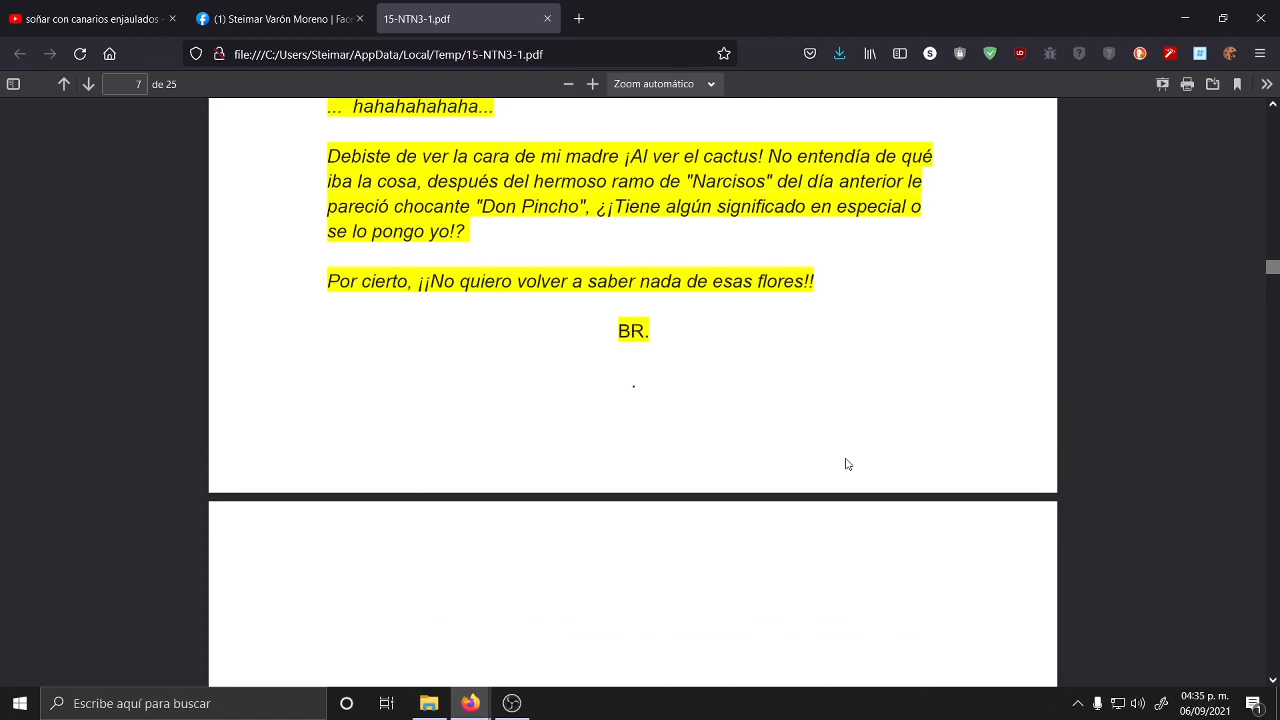 soñar con canarios enjaulados -
(1) Steimar Varón Moreno | Face
15-NTN3-1.pdf
file:///C:/Users/Steimar/AppData/Local/Temp/15-NTN3-1.pdf
7 de 25
Zoom automático
... hahahahahaha...
Debiste de ver la cara de mi madre ¡Al ver el cactus! No entendía de qué
iba la cosa, después del hermoso ramo de "Narcisos" del día anterior le
pareció chocante "Don Pincho", ¿¡Tiene algún significado en especial o
se lo pongo yo!?
Por cierto, ¡¡No quiero volver a saber nada de esas flores!!
BR.
.
Escribe aquí para buscar
04:35 p. m.
06/09/2021